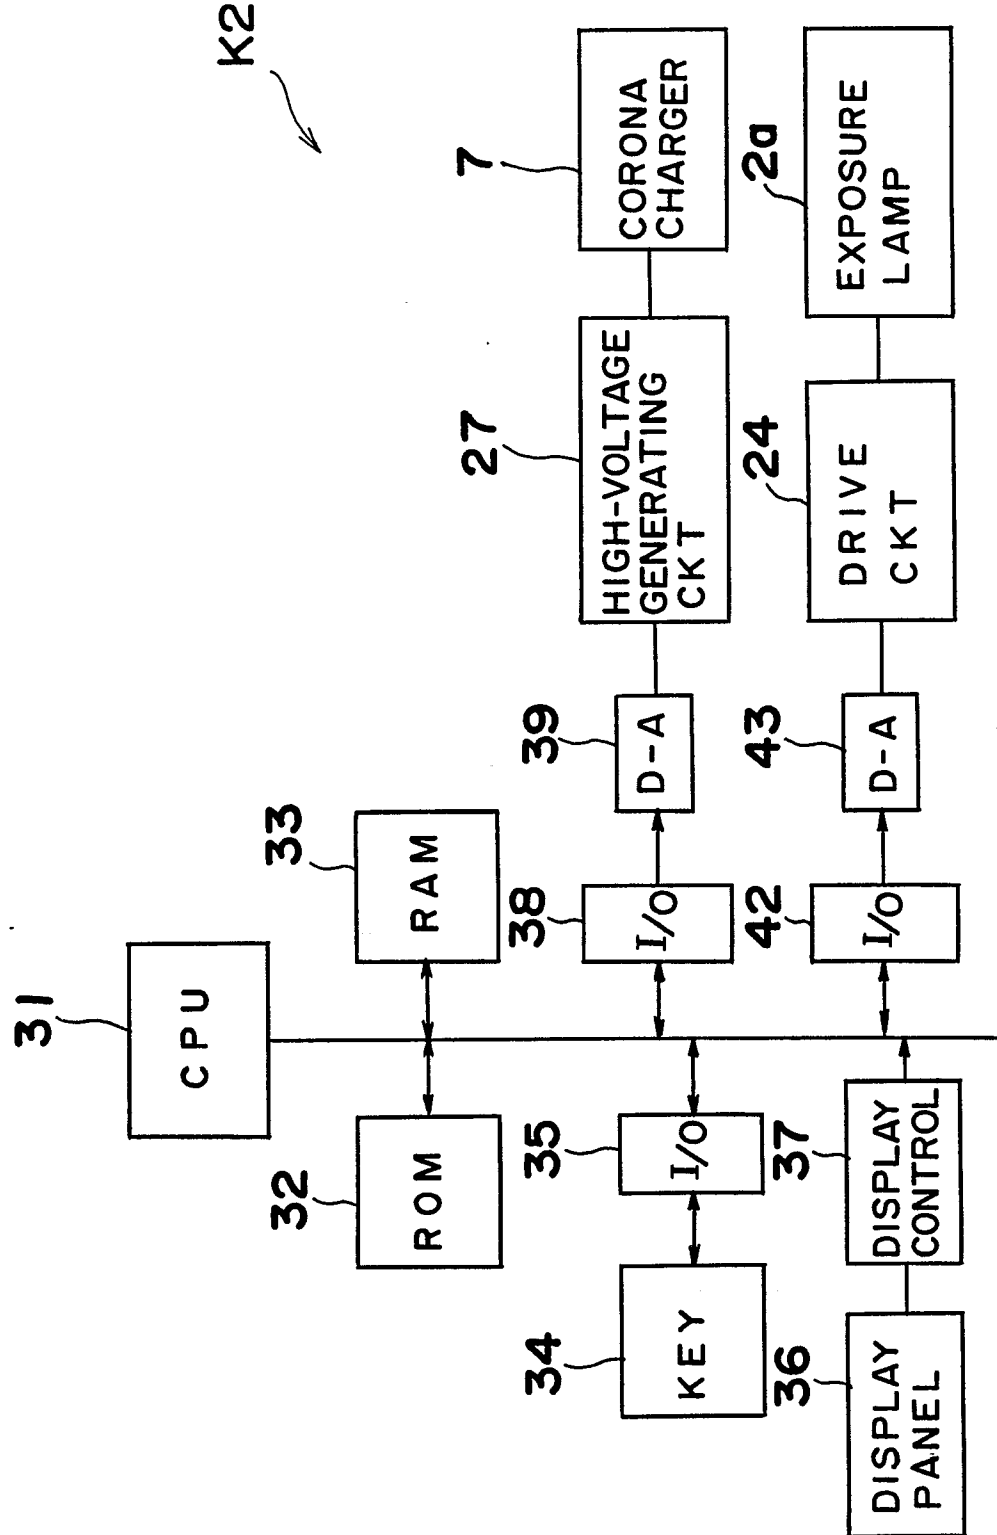 K2
31
CPU
32
ROM
33
RAM
34
KEY
35
I/O
38
I/O
39
D-A
27
HIGH-VOLTAGE
GENERATING
CKT
7
CORONA
CHARGER
36
DISPLAY
PANEL
37
DISPLAY
CONTROL
42
I/O
43
D-A
24
DRIVE
CKT
2a
EXPOSURE
LAMP